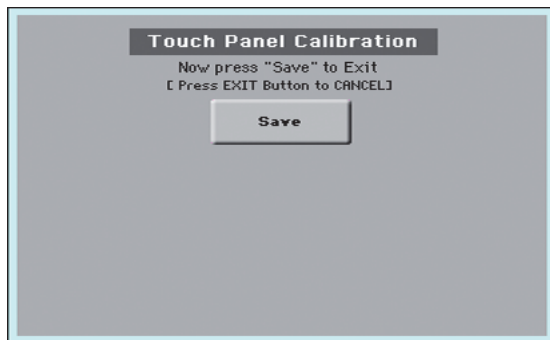 Touch Panel Calibration
Now press "Save" to Exit
[ Press EXIT Button to CANCEL]
Save